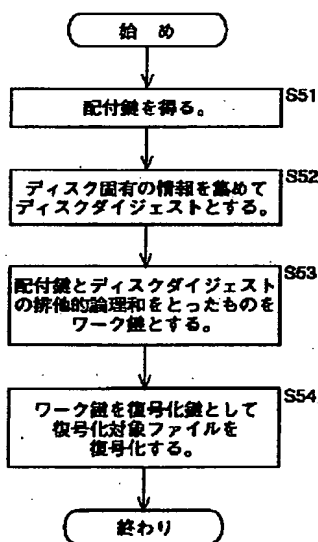 始 め
S51
配付鍵を得る。
S52
ディスク固有の情報を集めて
ディスクダイジェストとする。
S53
配付鍵とディスクダイジェスト
の排他的論理和をとったものを
ワーク鍵とする。
S54
ワーク鍵を復号化鍵として
復号化対象ファイルを
復号化する。
終わり